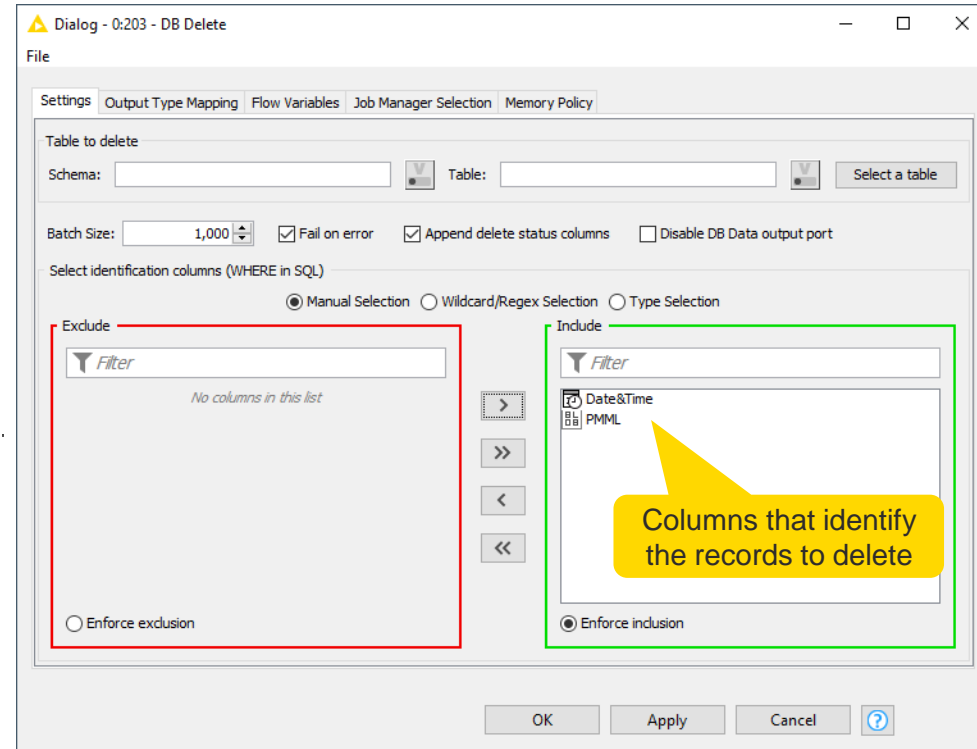 Dialog - 0:203 - DB Delete
File
Settings Output Type Mapping Flow Variables Job Manager Selection Memory Policy
Table to delete
Schema: V Table: V Select a table
Batch Size: 1,000 Fail on error Append delete status columns Disable DB Data output port
Select identification columns (WHERE in SQL)
Manual Selection Wildcard/Regex Selection Type Selection
Exclude Include
Filter Filter
No columns in this list
Date&Time
PMML
>
>>
<
<<
Columns that identify
the records to delete
Enforce exclusion Enforce inclusion
OK Apply Cancel ?